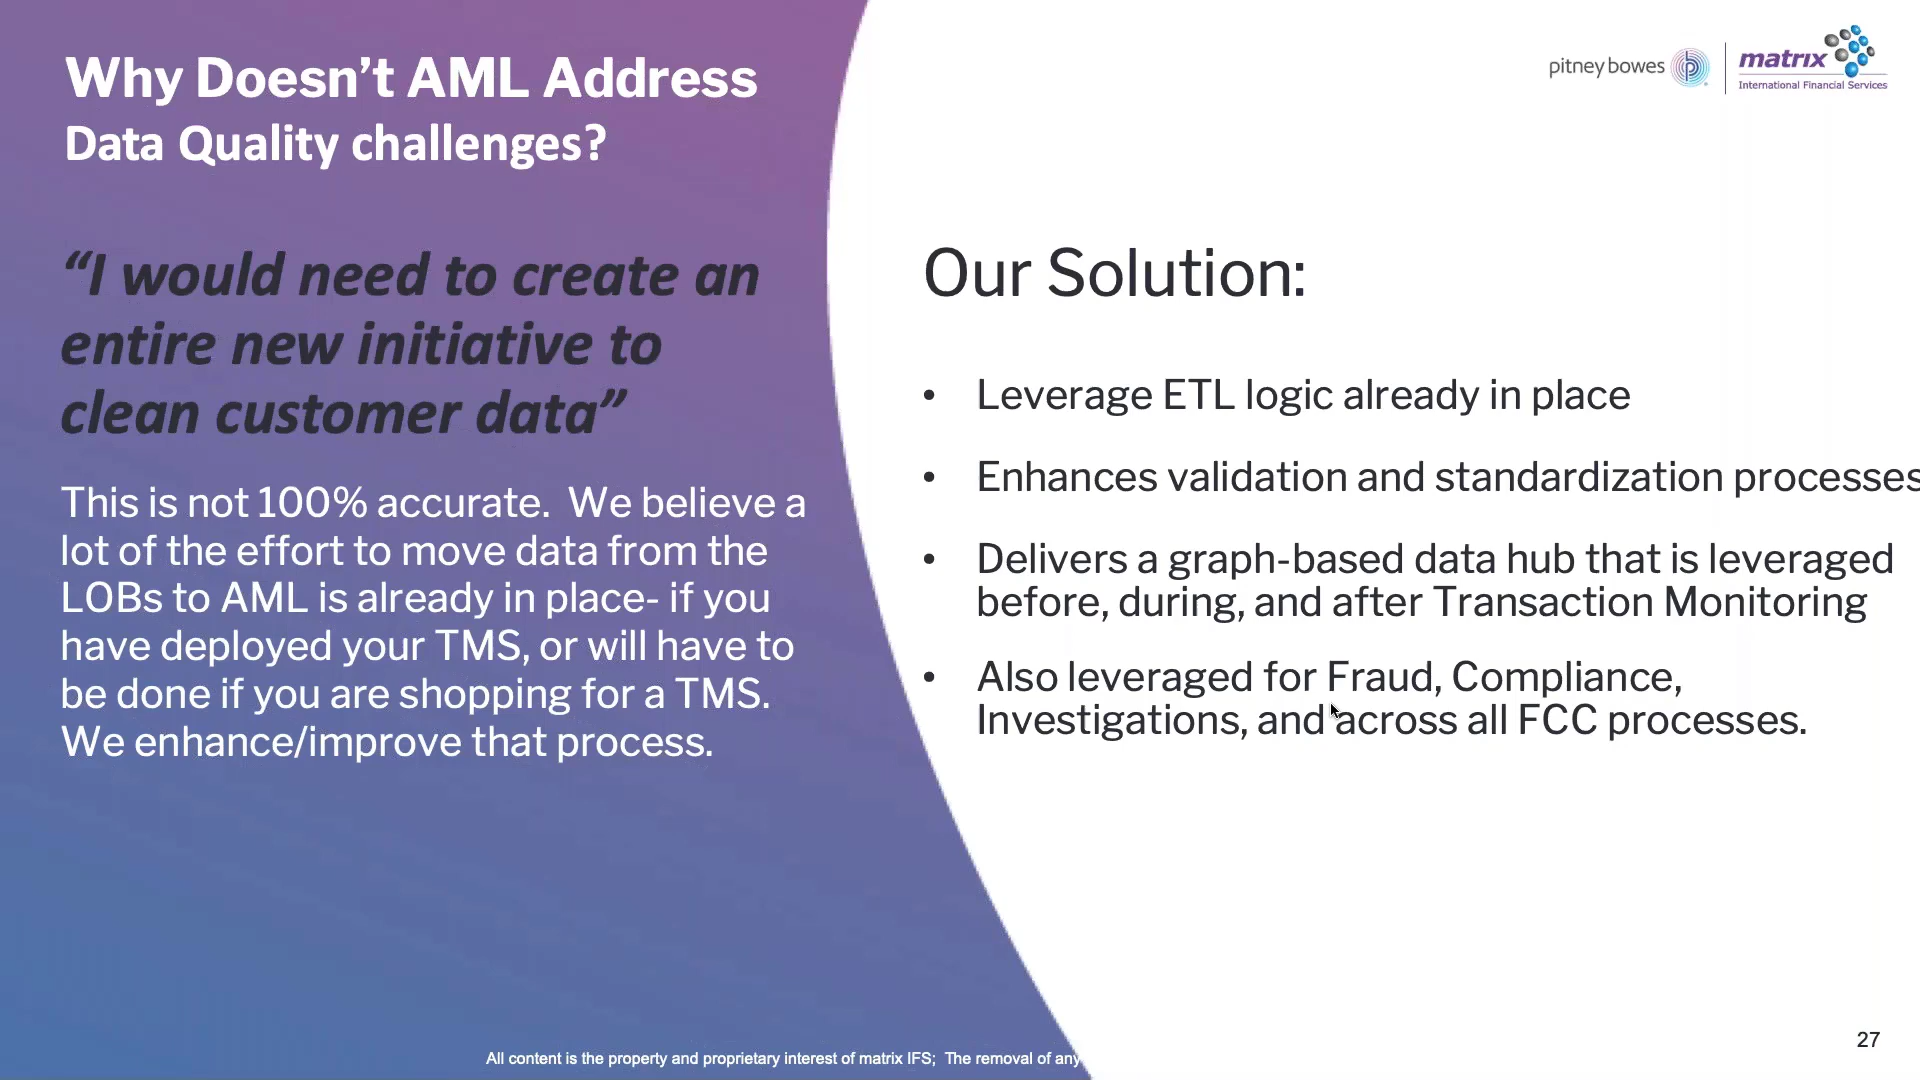 Why Doesn’t AML Address
Data Quality challenges?
“I would need to create an
entire new initiative to
clean customer data”
This is not 100% accurate.  We believe a
lot of the effort to move data from the
LOBs to AML is already in place- if you
have deployed your TMS, or will have to
be done if you are shopping for a TMS.
We enhance/improve that process.
pitney bowes
matrix
International Financial Services
Our Solution:
• Leverage ETL logic already in place
• Enhances validation and standardization processes
• Delivers a graph-based data hub that is leveraged
before, during, and after Transaction Monitoring
• Also leveraged for Fraud, Compliance,
Investigations, and across all FCC processes.
All content is the property and proprietary interest of matrix IFS;  The removal of any
27